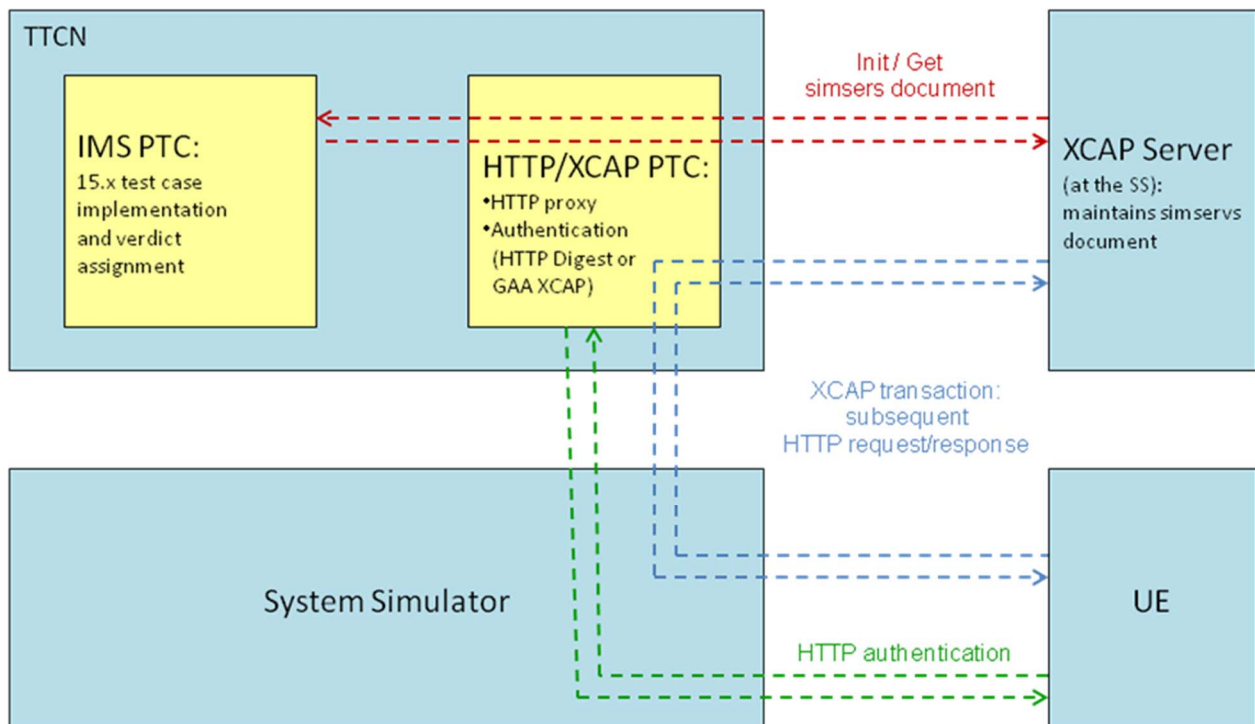 TTCN
IMS PTC:
15.x test case
implementation
and verdict
assignment
HTTP/XCAP PTC:
•HTTP proxy
•Authentication
(HTTP Digest or
GAA XCAP)
Init / Get
simsers document
XCAP Server
(at the SS):
maintains simservs
document
XCAP transaction:
subsequent
HTTP request/response
System Simulator
UE
HTTP authentication